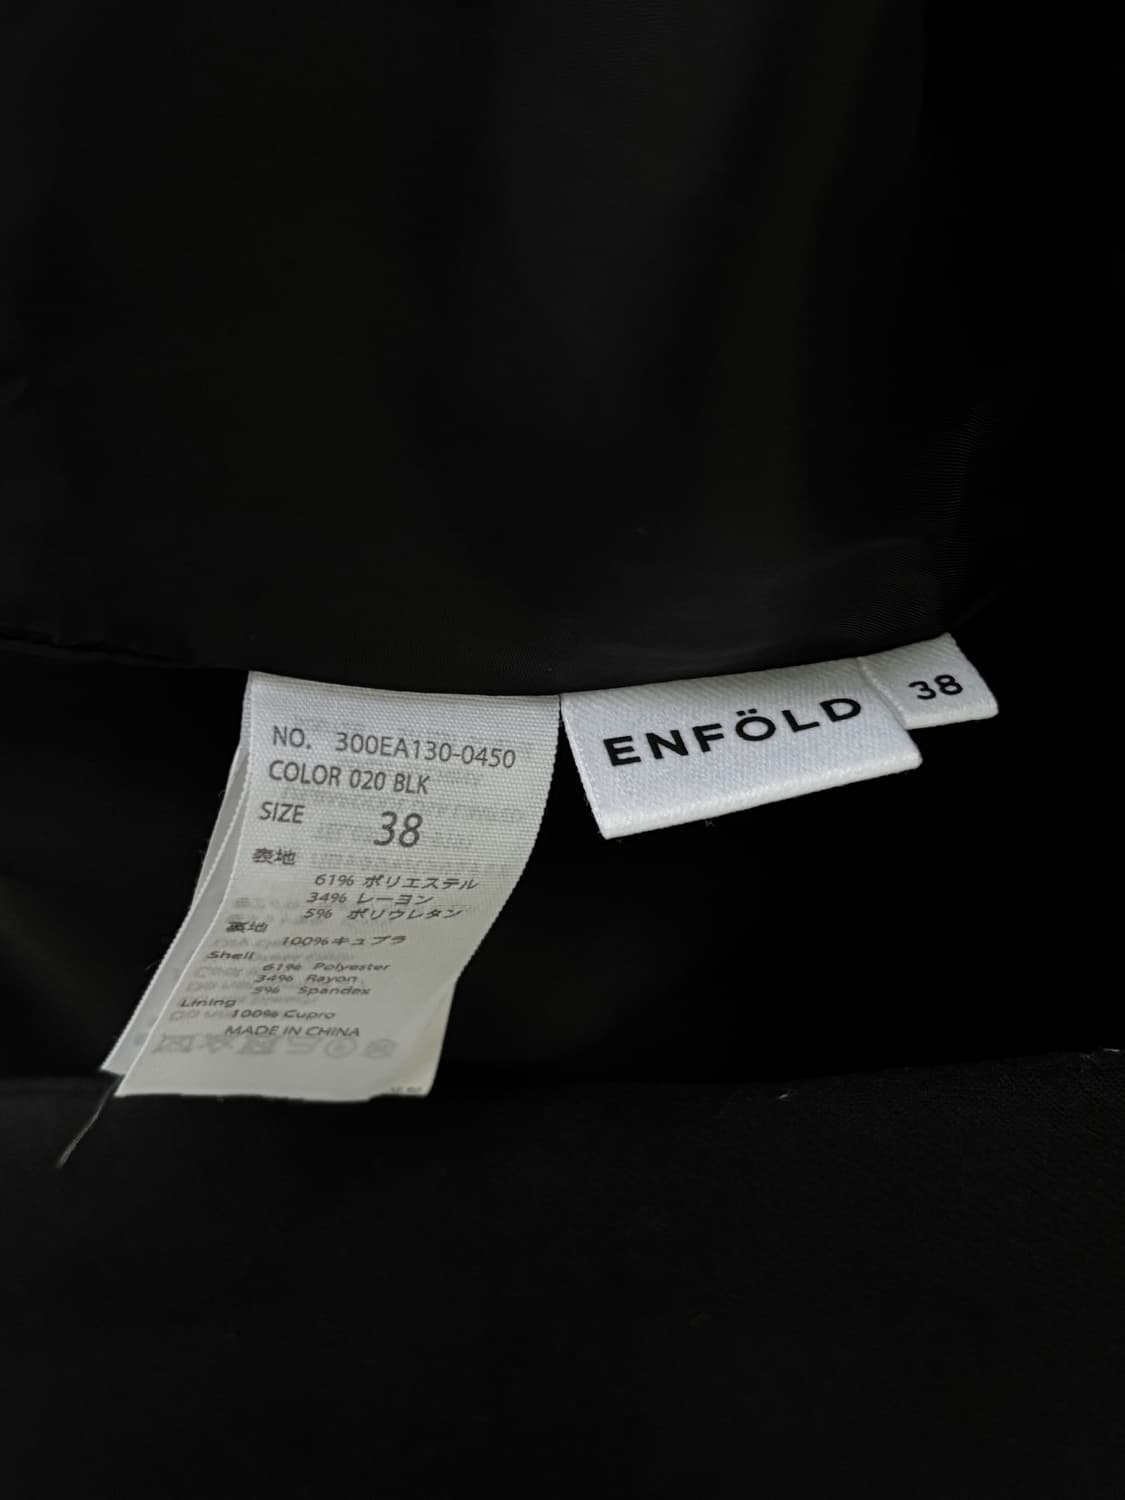 NO. 300EA130-0450
COLOR 020 BLK
SIZE 38
表地
61% ポリエステル
34% レーヨン
5% ポリウレタン
裏地
100%キュプラ
Shell
61% Polyester
34% Rayon
5% Spandex
Lining
100% Cupro
MADE IN CHINA
ENFÖLD
38